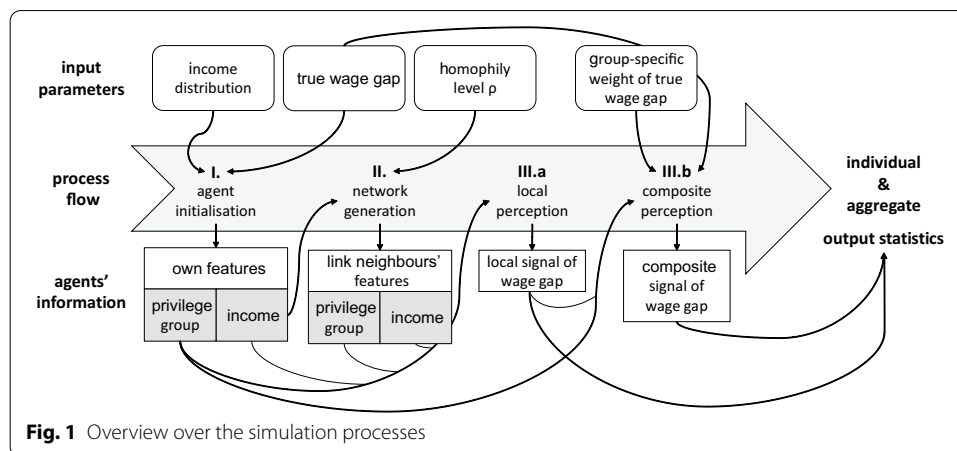 input
parameters
income
distribution
true wage gap
homophily
level ρ
group-specific
weight of true
wage gap
process
flow
I.
agent
initialisation
II.
network
generation
III.a
local
perception
III.b
composite
perception
individual
&
aggregate
output statistics
agents'
information
own features
privilege
group
income
link neighbours'
features
privilege
group
income
local signal of
wage gap
composite
signal of
wage gap
Fig. 1 Overview over the simulation processes